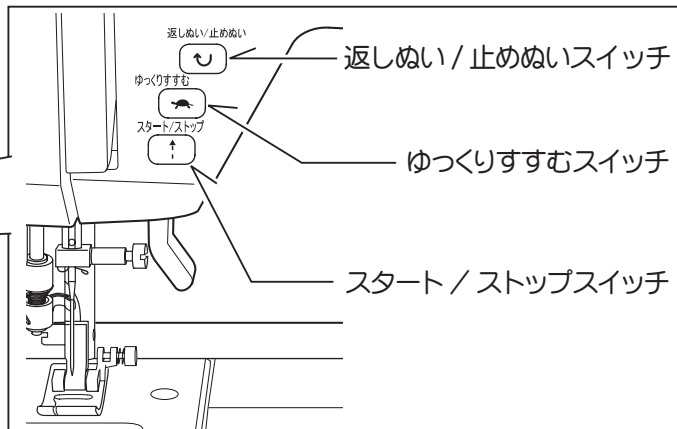 返しぬい/止めぬい
返しぬい/止めぬいスイッチ
ゆっくりすすむ
ゆっくりすすむスイッチ
スタート/ストップ
スタート/ストップスイッチ